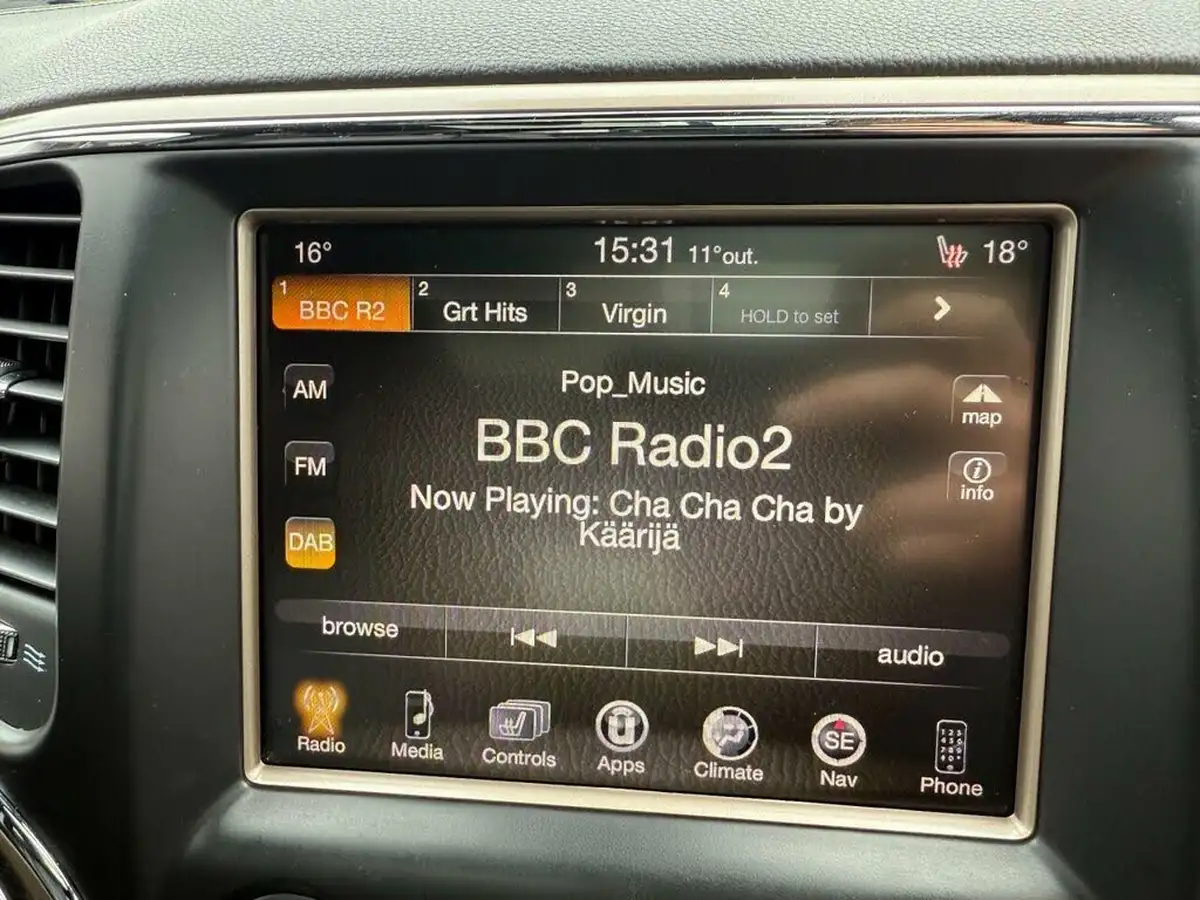 16° 15:31 11°out. 18°
1 BBC R2 2 Grt Hits 3 Virgin 4 HOLD to set
Pop_Music
AM
map
BBC Radio2
FM
info
Now Playing: Cha Cha Cha by
Käärijä
DAB
browse audio
Radio Media Controls Apps Climate SE Nav Phone